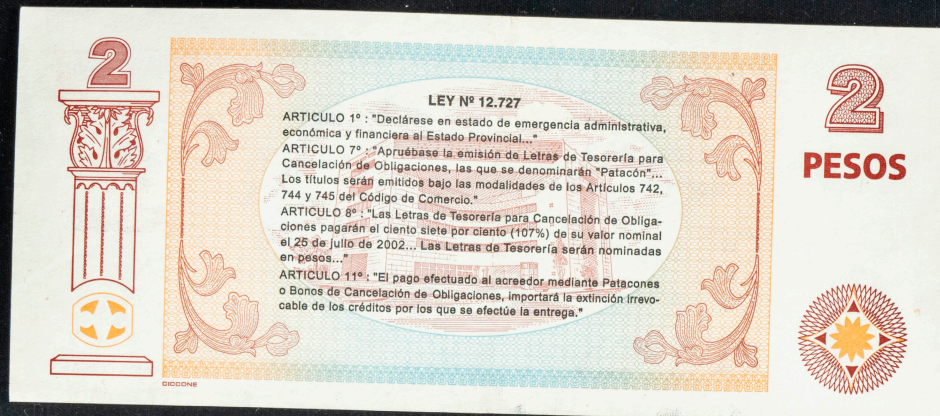 2
2
PESOS
LEY Nº 12.727
ARTICULO 1º : "Declárese en estado de emergencia administrativa,
económica y financiera al Estado Provincial..."
ARTICULO 7º : "Apruébase la emisión de Letras de Tesorería para
Cancelación de Obligaciones, las que se denominarán "Patacón"...
Los títulos serán emitidos bajo las modalidades de los Artículos 742,
744 y 745 del Código de Comercio."
ARTICULO 8º : "Las Letras de Tesorería para Cancelación de Obliga-
ciones pagarán el ciento siete por ciento (107%) de su valor nominal
el 25 de julio de 2002... Las Letras de Tesorería serán nominadas
en pesos..."
ARTICULO 11º : "El pago efectuado al acreedor mediante Patacones
o Bonos de Cancelación de Obligaciones, importará la extinción irrevo-
cable de los créditos por los que se efectúe la entrega."
CICCONE